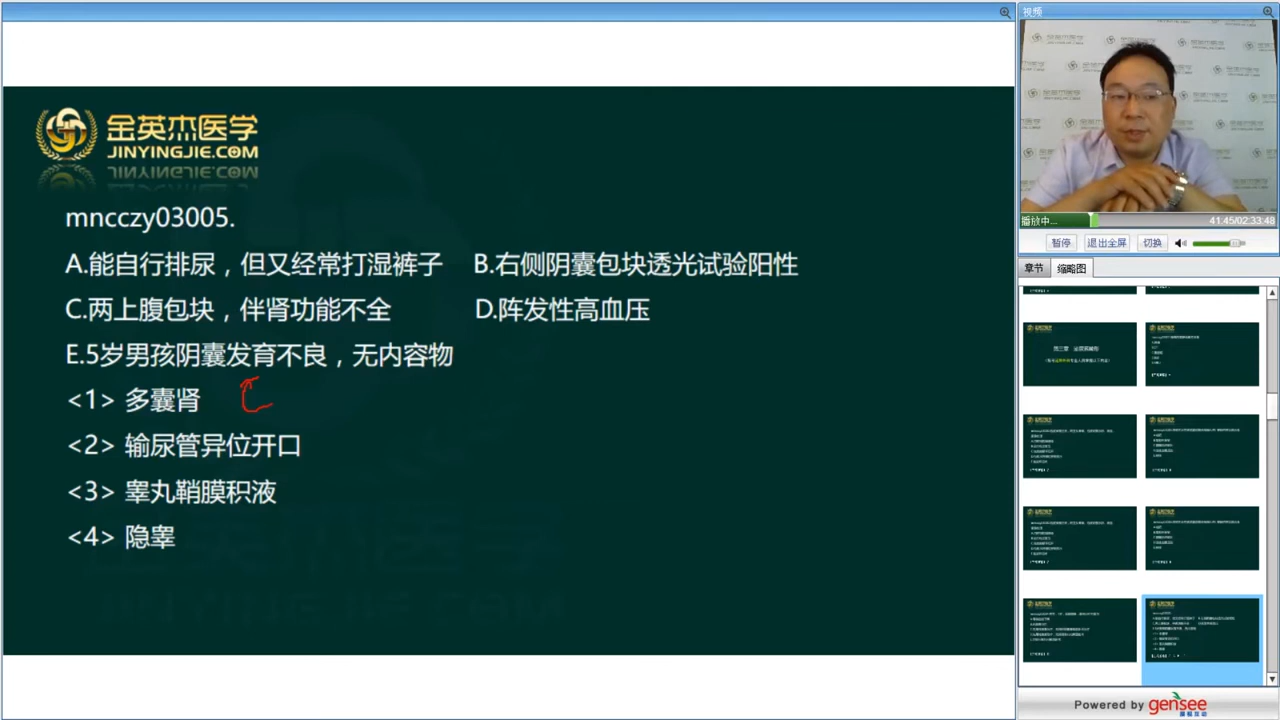 视频
金英杰医学
JINYINGJIE.COM
mncczy03005.
A.能自行排尿，但又经常打湿裤子 B.右侧阴囊包块透光试验阳性
C.两上腹包块，伴肾功能不全 D.阵发性高血压
E.5岁男孩阴囊发育不良，无内容物
<1> 多囊肾 C
<2> 输尿管异位开口
<3> 睾丸鞘膜积液
<4> 隐睾
播放中... 41.45/02:33:48
暂停 退出全屏 切换
章节 缩略图
Powered by gensee